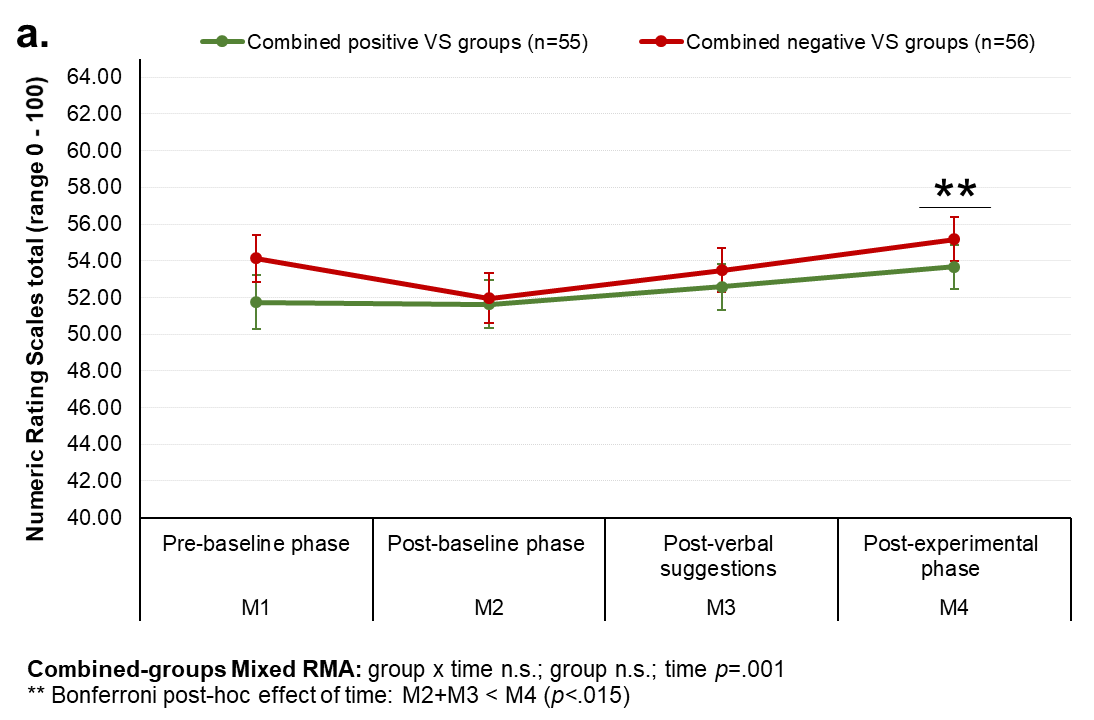 a.
Combined positive VS groups (n=55)
Combined negative VS groups (n=56)
Numeric Rating Scales total (range 0 - 100)
64.00
62.00
60.00
58.00
56.00
54.00
52.00
50.00
48.00
46.00
44.00
42.00
40.00
**
Pre-baseline phase
Post-baseline phase
Post-verbal
suggestions
Post-experimental
phase
M1
M2
M3
M4
Combined-groups Mixed RMA: group x time n.s.; group n.s.; time p=.001
** Bonferroni post-hoc effect of time: M2+M3 < M4 (p<.015)